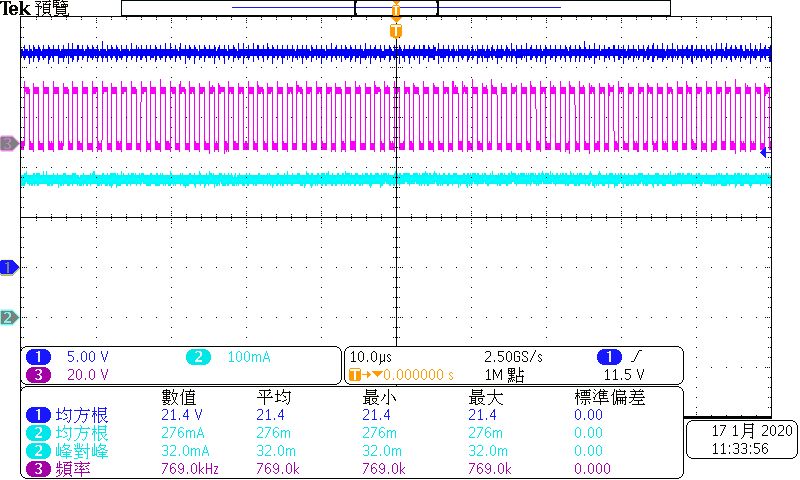 Tek 預覽
T
T
3
1
2
1 5.00 V 2 100mA
3 20.0 V
10.0µs 2.50GS/s 1
T→▼0.000000 s 1M 點 11.5 V
數值 平均 最小 最大 標準偏差
1 均方根 21.4 V 21.4 21.4 21.4 0.00
2 均方根 276mA 276m 276m 276m 0.00
2 峰對峰 32.0mA 32.0m 32.0m 32.0m 0.00
3 頻率 769.0kHz 769.0k 769.0k 769.0k 0.000
17 1月 2020
11:33:56